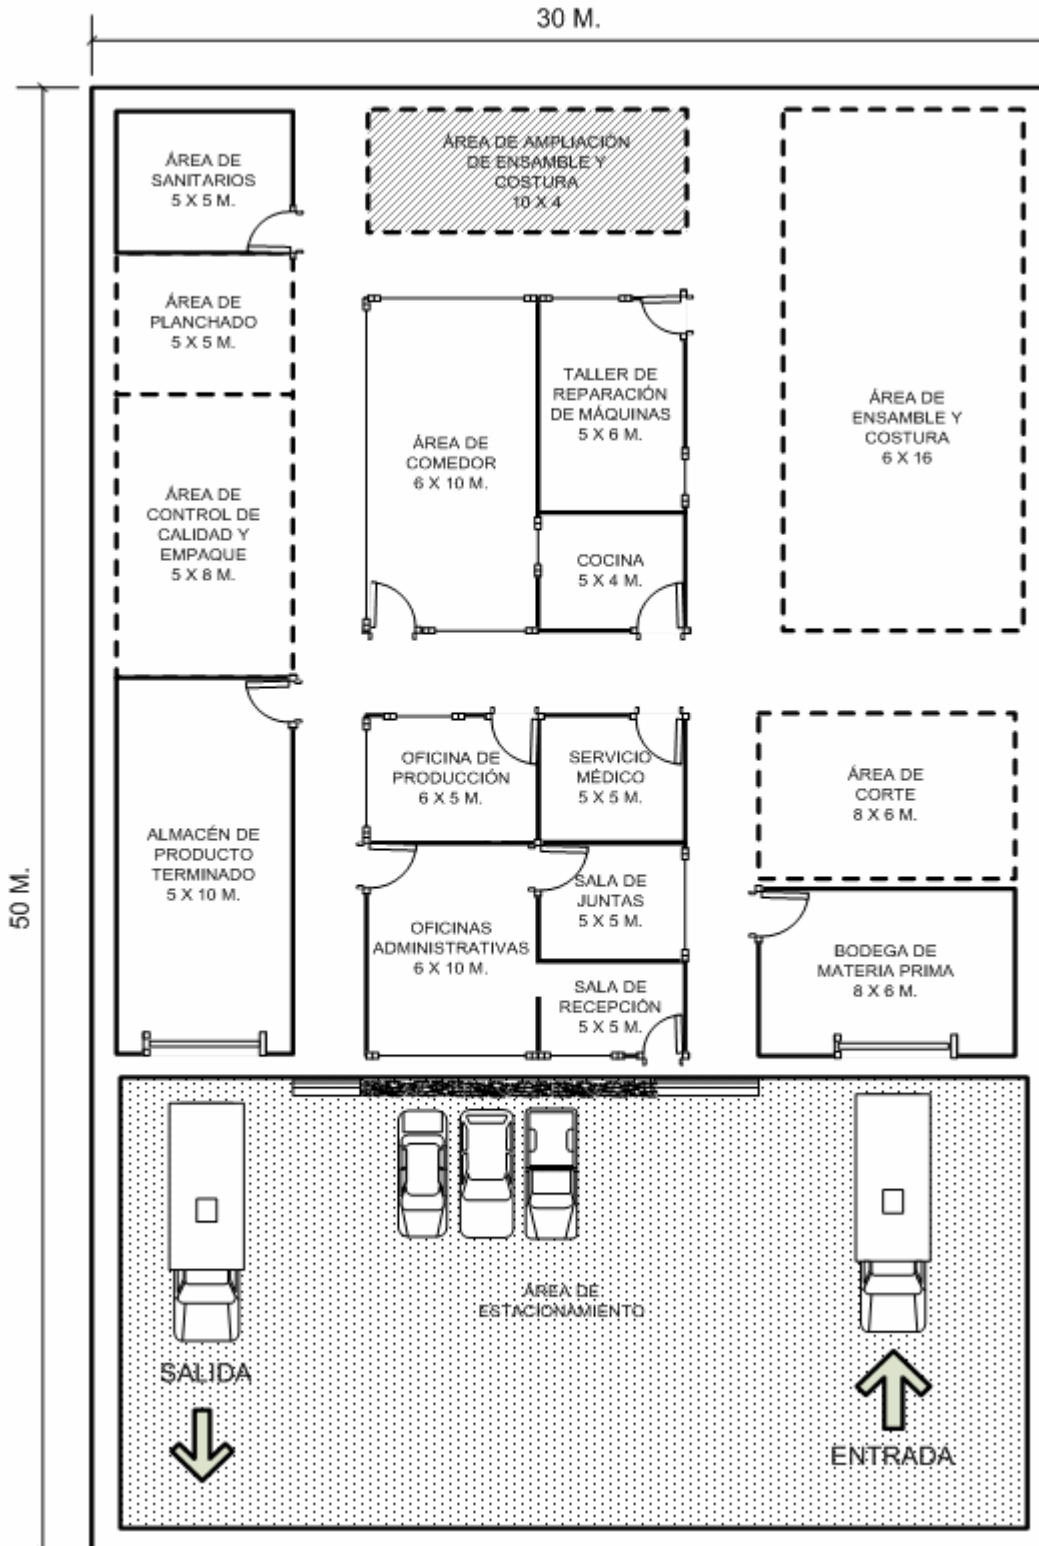 30 M.
50 M.
ÁREA DE
SANITARIOS
5 X 5 M.
ÁREA DE AMPLIACIÓN
DE ENSAMBLE Y
COSTURA
10 X 4
ÁREA DE
PLANCHADO
5 X 5 M.
TALLER DE
REPARACIÓN
DE MÁQUINAS
5 X 6 M.
ÁREA DE
ENSAMBLE Y
COSTURA
6 X 16
ÁREA DE
COMEDOR
6 X 10 M.
ÁREA DE
CONTROL DE
CALIDAD Y
EMPAQUE
5 X 8 M.
COCINA
5 X 4 M.
OFICINA DE
PRODUCCIÓN
6 X 5 M.
SERVICIO
MÉDICO
5 X 5 M.
ÁREA DE
CORTE
8 X 6 M.
ALMACÉN DE
PRODUCTO
TERMINADO
5 X 10 M.
SALA DE
JUNTAS
5 X 5 M.
OFICINAS
ADMINISTRATIVAS
6 X 10 M.
BODEGA DE
MATERIA PRIMA
8 X 6 M.
SALA DE
RECEPCIÓN
5 X 5 M.
ÁREA DE
ESTACIONAMIENTO
SALIDA
ENTRADA